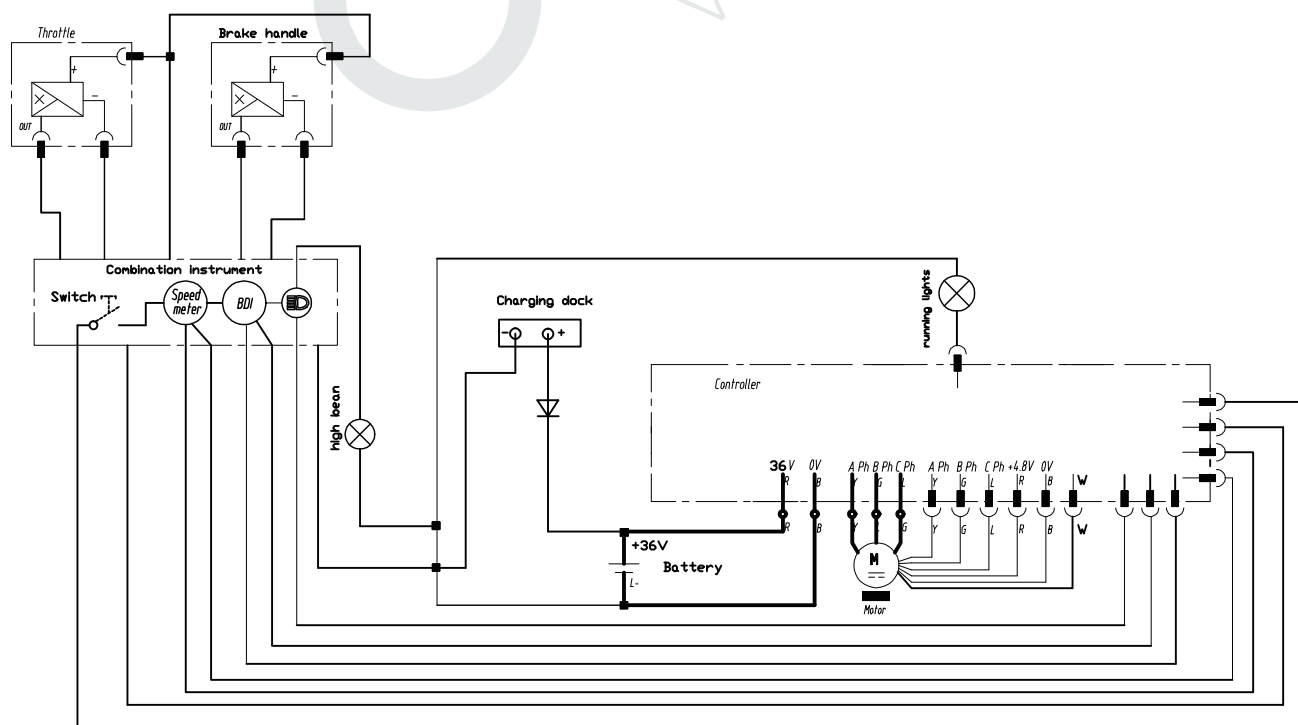 Throttle
Brake handle
+
-
OUT
+
-
OUT
Combination instrument
Switch
Speed meter
BDI
Charging dock
- +
running lights
high bean
Controller
36V 0V A Ph B Ph C Ph A Ph B Ph C Ph +4.8V 0V
R B Y G L Y G L R B W
R B Y L G Y G L R B W
+36V
Battery
L-
M
Motor